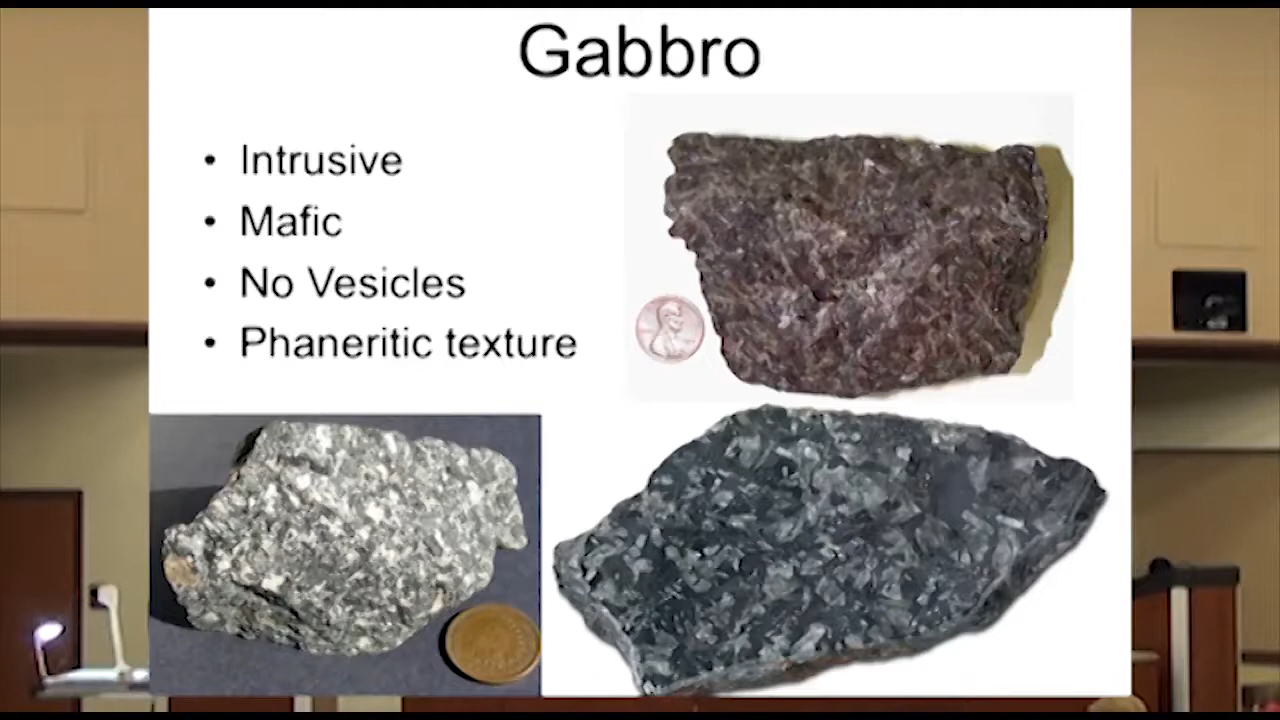 Gabbro
• Intrusive
• Mafic
• No Vesicles
• Phaneritic texture